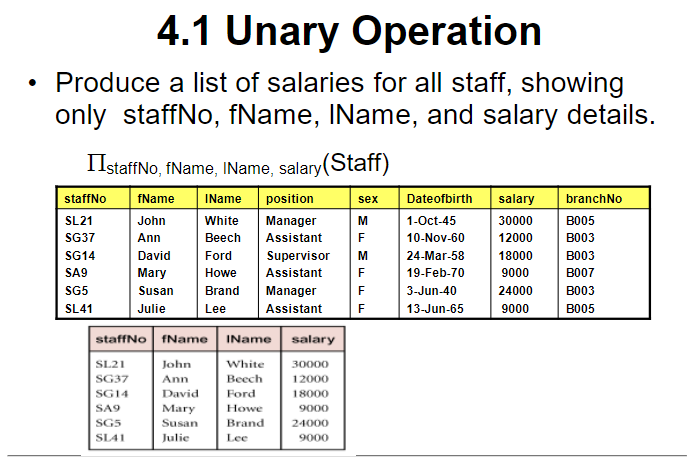 4.1 Unary Operation
• Produce a list of salaries for all staff, showing
only staffNo, fName, lName, and salary details.
ΠstaffNo, fName, lName, salary(Staff)
staffNo fName lName position sex Dateofbirth salary branchNo
SL21 John White Manager M 1-Oct-45 30000 B005
SG37 Ann Beech Assistant F 10-Nov-60 12000 B003
SG14 David Ford Supervisor M 24-Mar-58 18000 B003
SA9 Mary Howe Assistant F 19-Feb-70 9000 B007
SG5 Susan Brand Manager F 3-Jun-40 24000 B003
SL41 Julie Lee Assistant F 13-Jun-65 9000 B005
staffNo fName lName salary
SL21 John White 30000
SG37 Ann Beech 12000
SG14 David Ford 18000
SA9 Mary Howe 9000
SG5 Susan Brand 24000
SL41 Julie Lee 9000